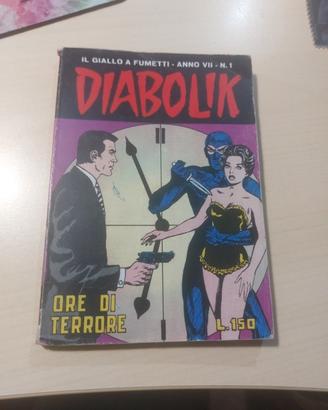 IL GIALLO A FUMETTI - ANNO VII - N.1
DIABOLIK
ORE DI
TERRORE
L. 150